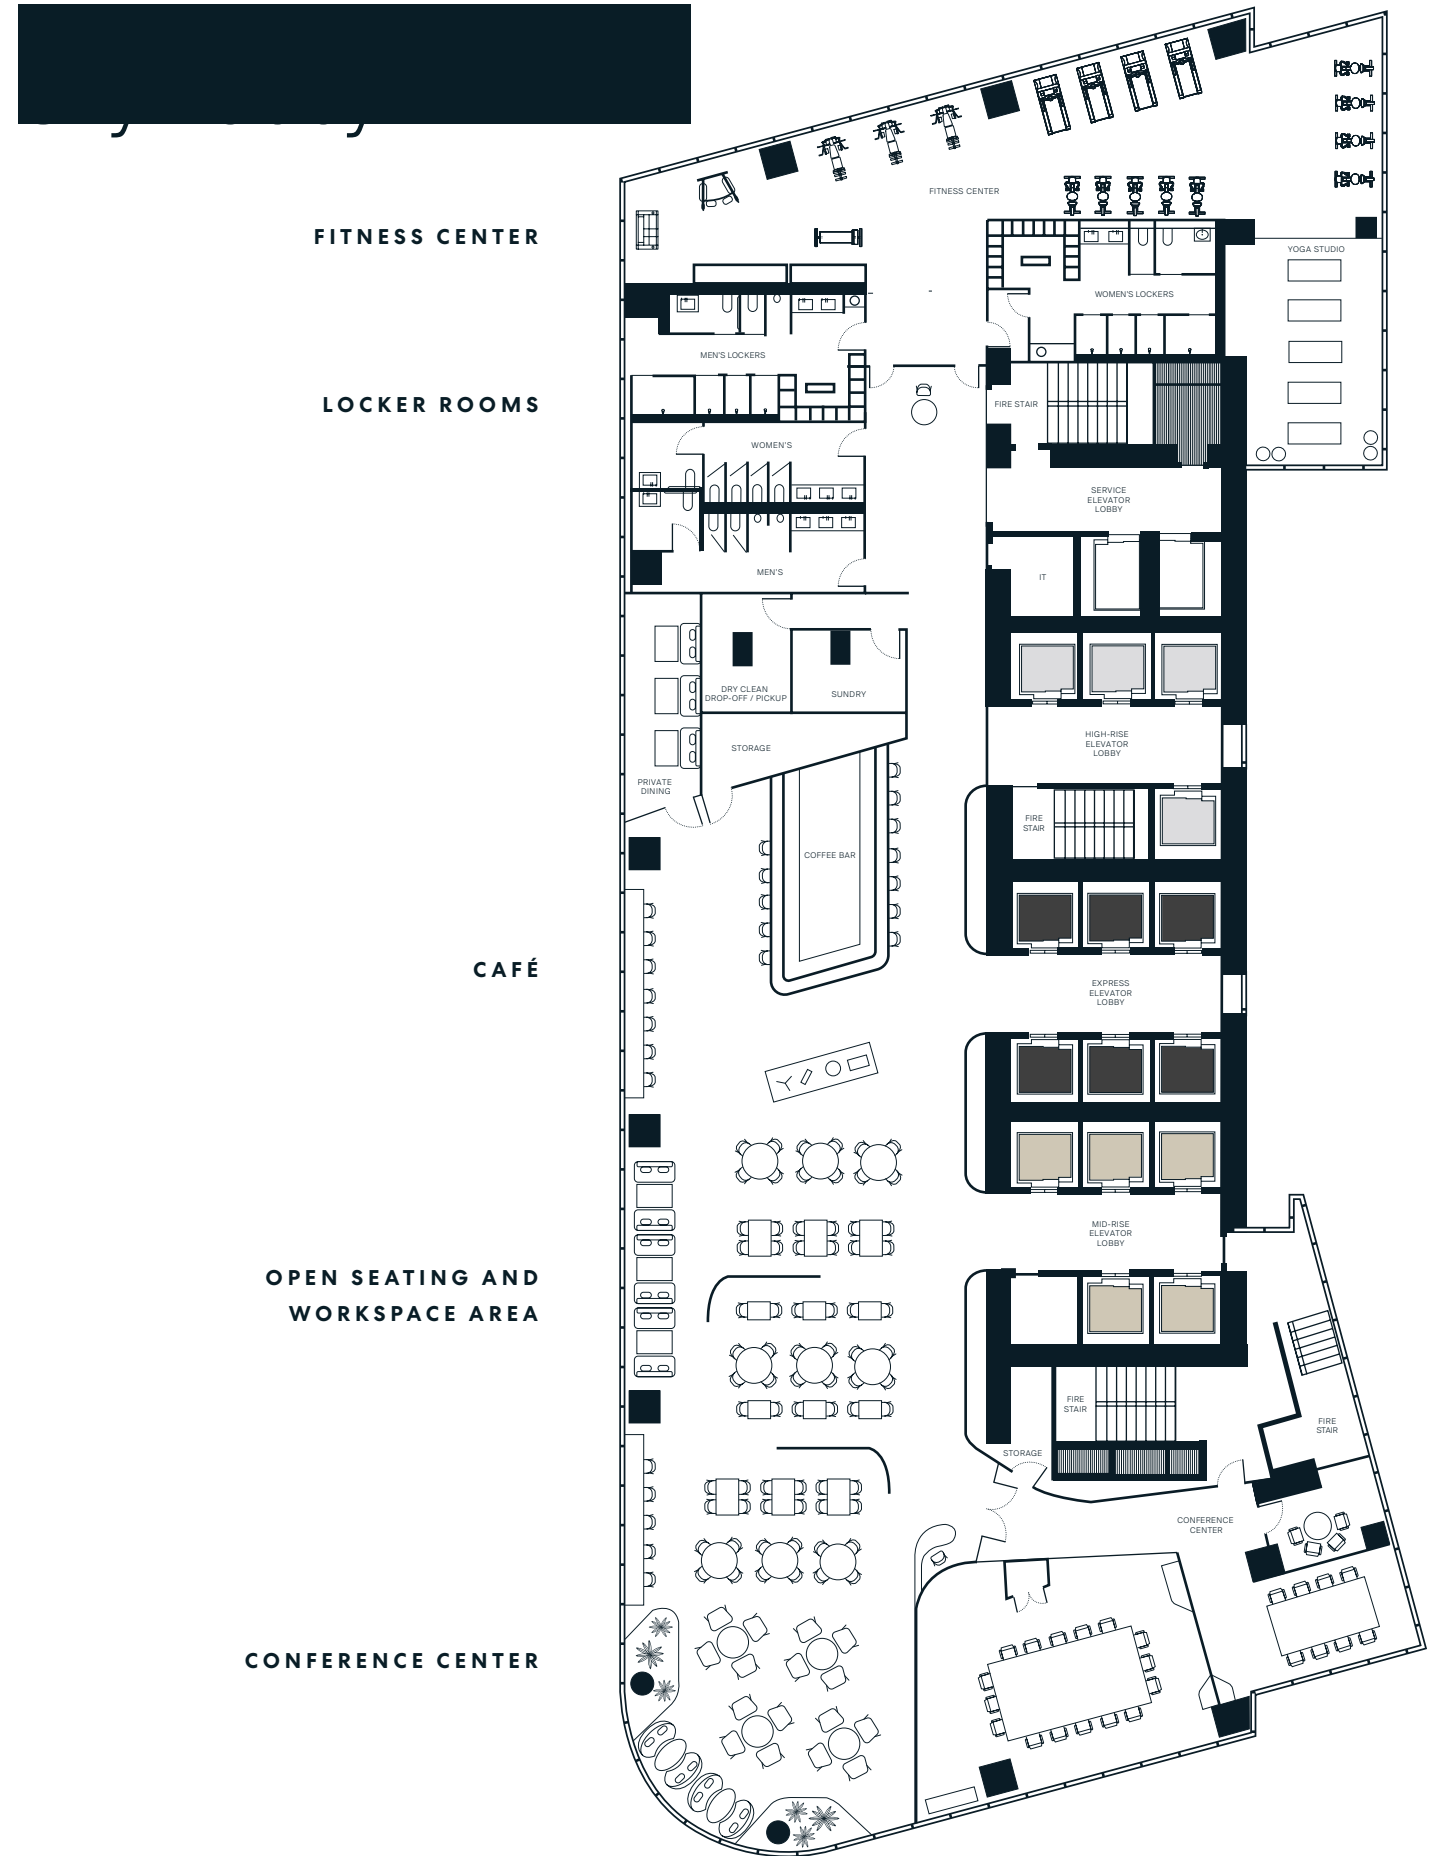 FITNESS CENTER
YOGA STUDIO
FITNESS CENTER
WOMEN'S LOCKERS
MEN'S LOCKERS
LOCKER ROOMS
FIRE STAIR
WOMEN'S
SERVICE
ELEVATOR
LOBBY
MEN'S
IT
DRY CLEAN
DROP-OFF / PICKUP
SUNDRY
STORAGE
HIGH-RISE
ELEVATOR
LOBBY
PRIVATE
DINING
FIRE
STAIR
COFFEE BAR
CAFÉ
EXPRESS
ELEVATOR
LOBBY
MID-RISE
ELEVATOR
LOBBY
OPEN SEATING AND
WORKSPACE AREA
FIRE
STAIR
FIRE
STAIR
STORAGE
CONFERENCE
CENTER
CONFERENCE CENTER